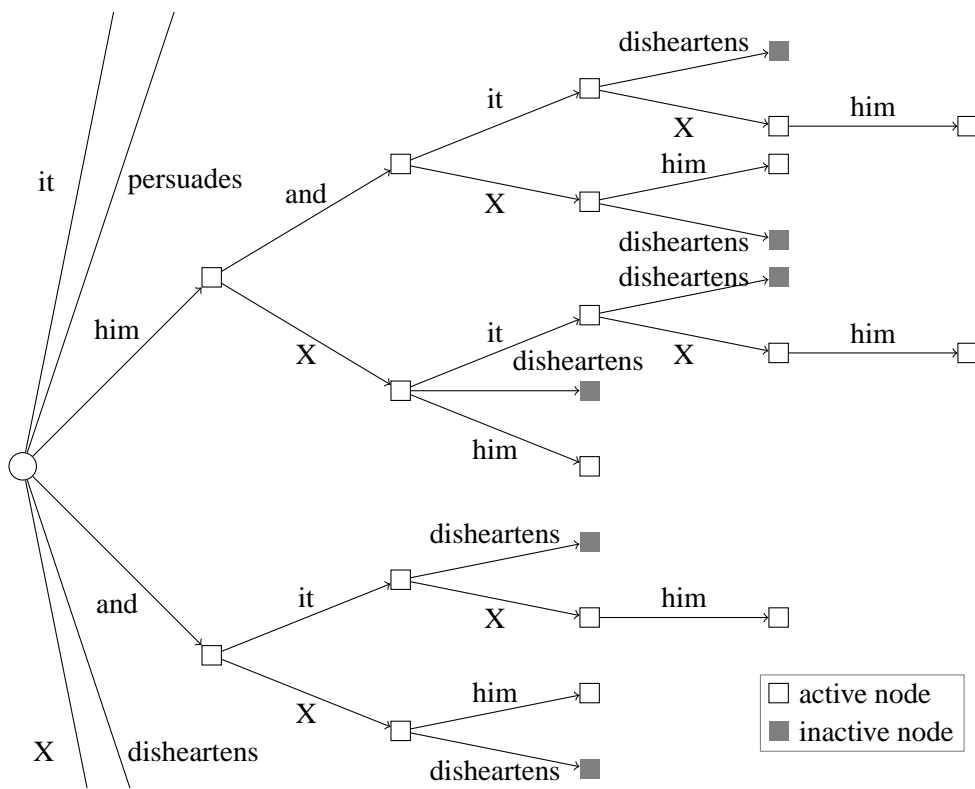 disheartens
it
X
him
it
persuades
and
X
him
disheartens
disheartens
him
X
it
X
him
disheartens
him
disheartens
and
it
X
him
X
him
disheartens
X
disheartens
active node
inactive node